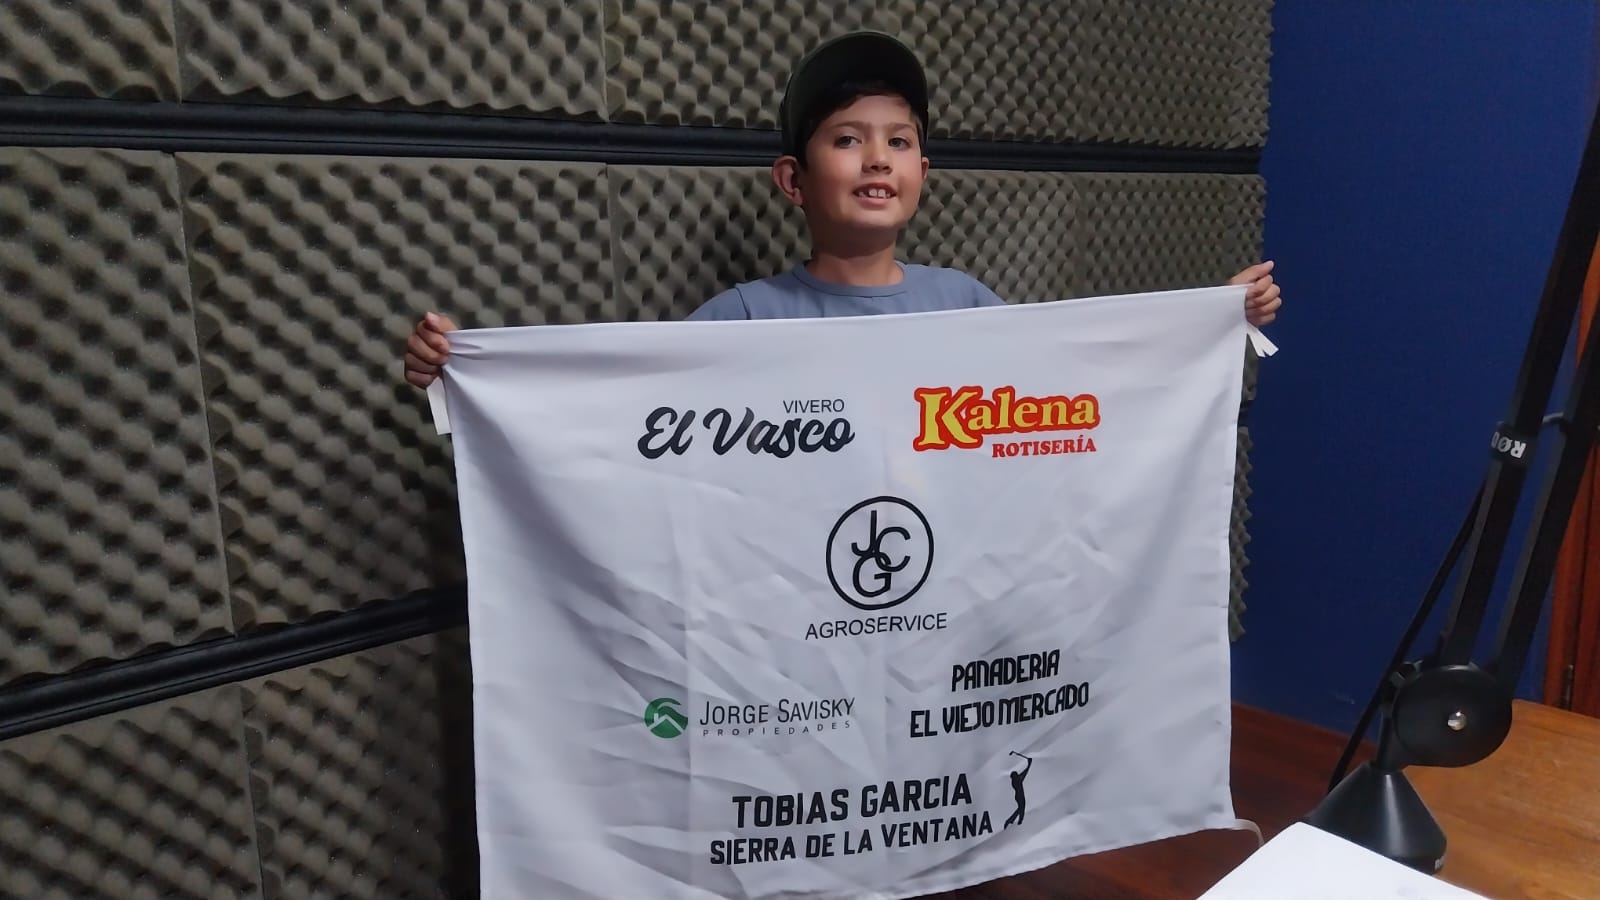 VIVERO
El Vasco
Kalena
ROTISERÍA
JCG
AGROSERVICE
JORGE SAVISKY
PROPIEDADES
PANADERIA
EL VIEJO MERCADO
TOBIAS GARCIA
SIERRA DE LA VENTANA
RØDE